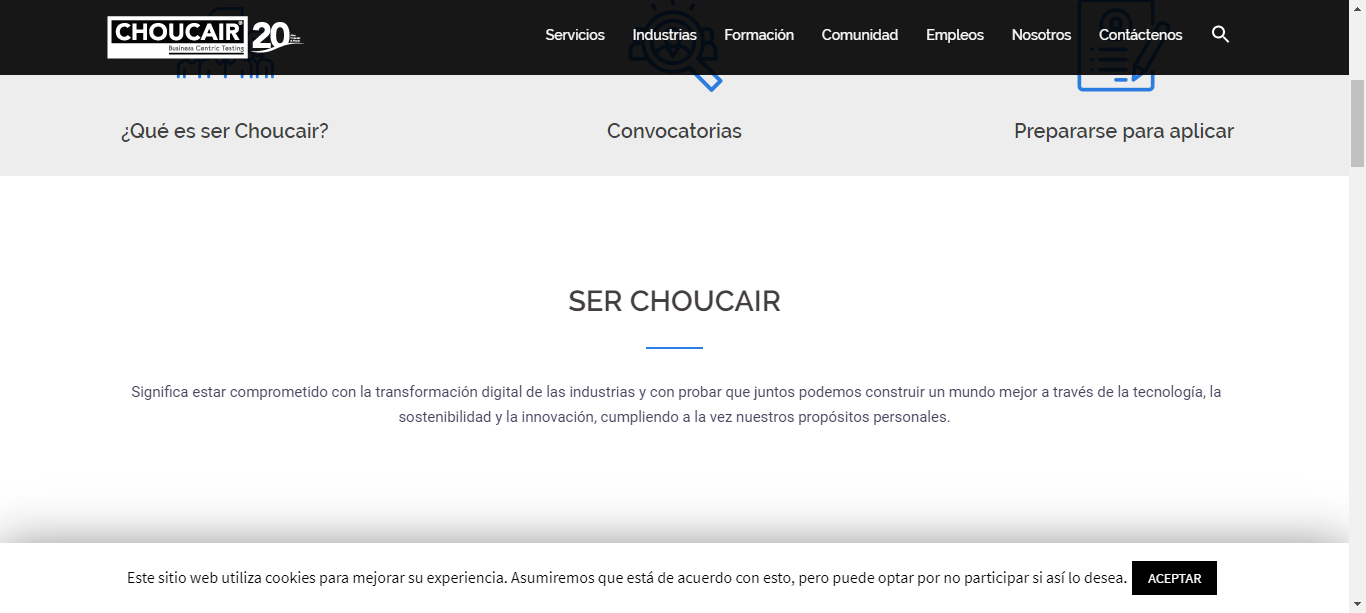 CHOUCAIR
Business Centric Testing
20
Servicios Industrias Formación Comunidad Empleos Nosotros Contáctenos
¿Qué es ser Choucair? Convocatorias Prepararse para aplicar
SER CHOUCAIR
Significa estar comprometido con la transformación digital de las industrias y con probar que juntos podemos construir un mundo mejor a través de la tecnología, la
sostenibilidad y la innovación, cumpliendo a la vez nuestros propósitos personales.
Este sitio web utiliza cookies para mejorar su experiencia. Asumiremos que está de acuerdo con esto, pero puede optar por no participar si así lo desea. ACEPTAR